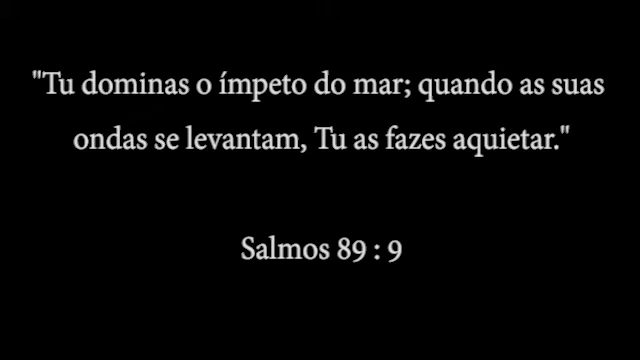 "Tu dominas o ímpeto do mar; quando as suas
ondas se levantam, Tu as fazes aquietar."
Salmos 89 : 9